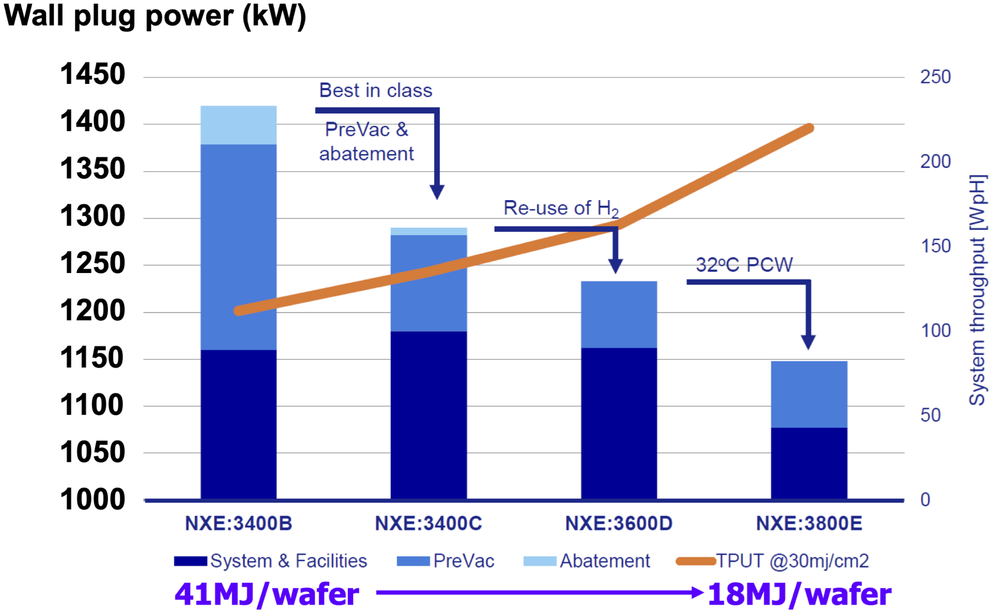 Wall plug power (kW)
1450
1400
1350
1300
1250
1200
1150
1100
1050
1000
250
200
150
100
50
0
System throughput [WpH]
Best in class
PreVac &
abatement
Re-use of H₂
32ºC PCW
NXE:3400B
NXE:3400C
NXE:3600D
NXE:3800E
System & Facilities
PreVac
Abatement
TPUT @30mj/cm2
41MJ/wafer
18MJ/wafer